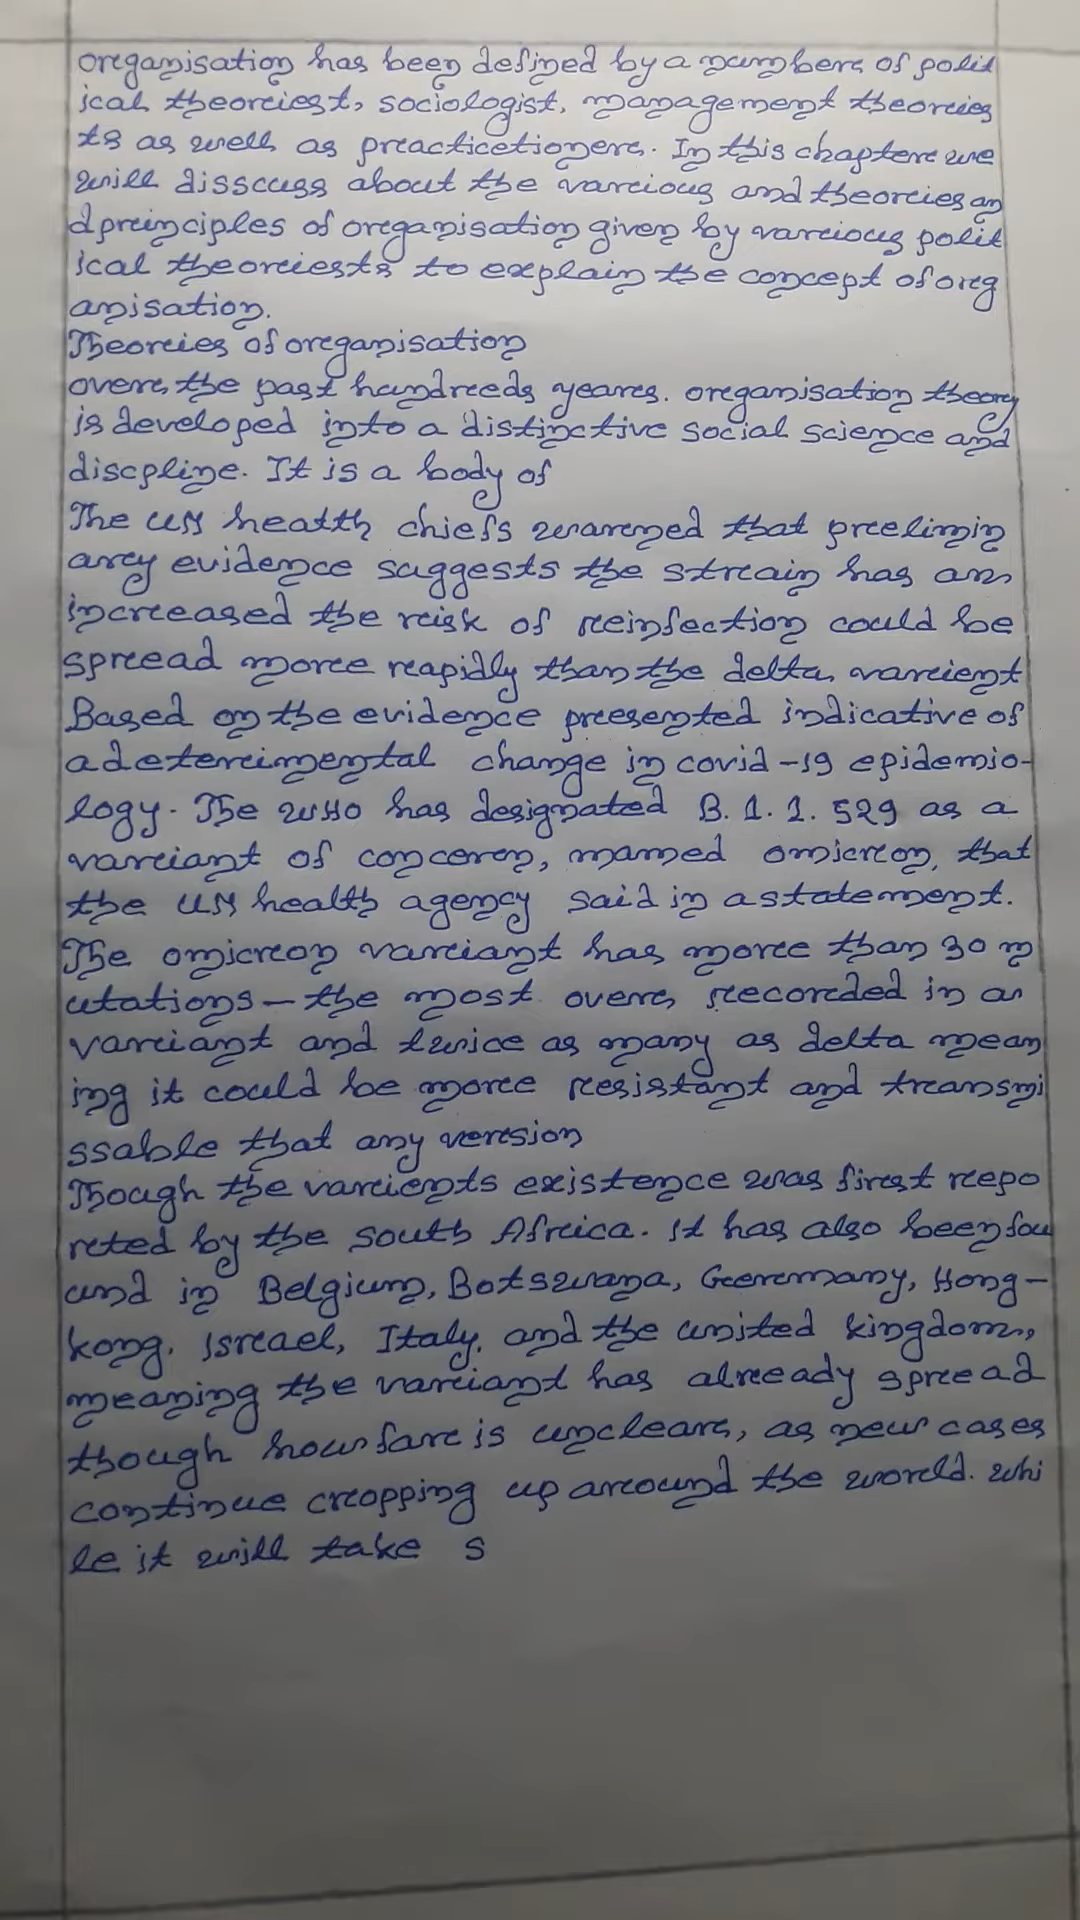 organisation has been defined by a numbers of polit
ical theoriest, sociologist, management theories
ts as well as practicetioners. In this chapter we
will disscuss about the various and theories an
d principles of organisation given by various polit
ical theoriests to explain the concept of org
anisation.
Theories of organisation
over the past hundreds years. organisation theory
is developed into a distinctive social science and
discpline. It is a body of
The UN heatth chiefs warned that prelimin
ary evidence suggests the strain has an
increased the risk of reinfection could be
spread more rapidly than the delta varient
Based on the evidence presented indicative of
a deterimental change in covid-19 epidemio-
logy. The WHO has designated B.1.1.529 as a
variant of concern, named omicron, that
the UN health agency said in a statement.
The omicron variant has more than 30 m
utations - the most over recorded in a
variant and twice as many as delta mean
ing it could be more resistant and transmi
ssable that any version
Though the varients existence was first repo
rted by the south Africa. It has also been fou
und in Belgium, Botswana, Geermany, Hong-
kong, Israel, Italy, and the united kingdom,
meaning the variant has already spread
though how far is unclear, as new cases
continue cropping up around the world. whi
le it will take s